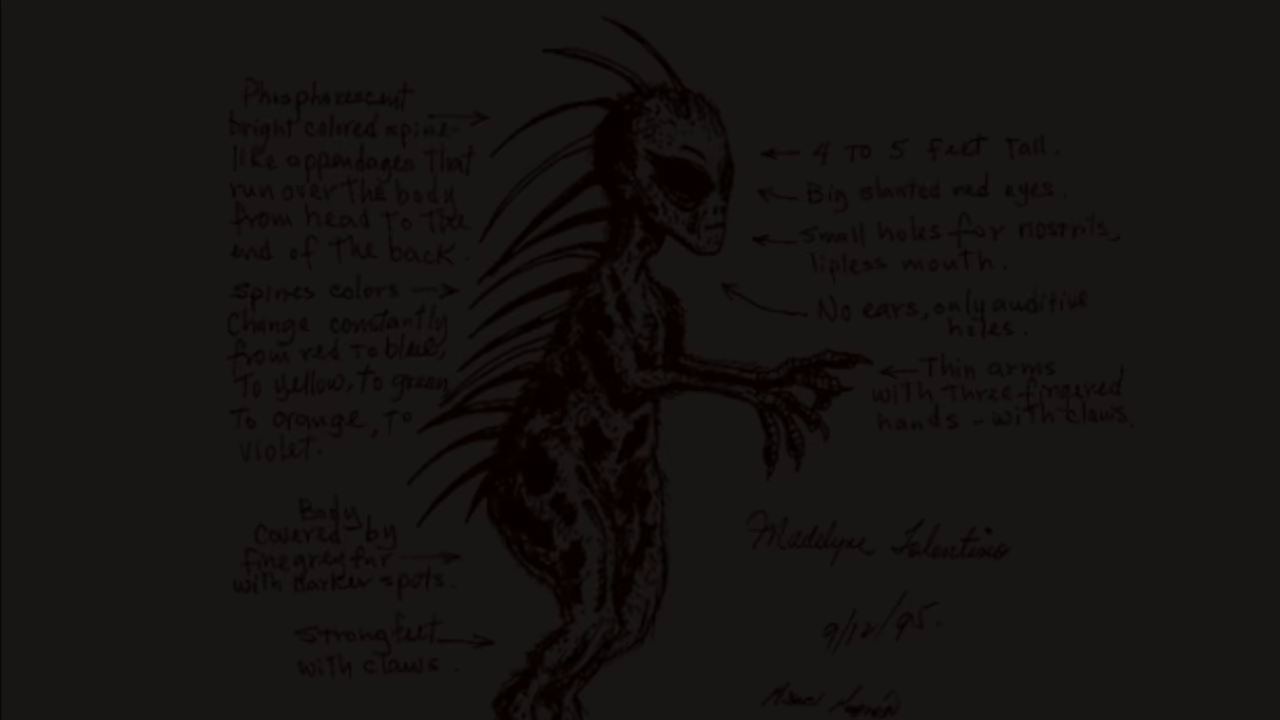 Phosphorescent
bright colored spine-
like appendages that
run over the body
from head to the
end of the back.
Spines colors
Change constantly
from red to blue,
to yellow, to green
to orange, to
violet.
Body
covered by
fine grey fur
with darker spots.
Strong feet
with claws.
4 to 5 feet tall.
Big slanted red eyes.
Small holes for nostrils,
lipless mouth.
No ears, only auditive
holes.
Thin arms
with three-fingered
hands - with claws.
Madelyne Tolentino
9/12/95.